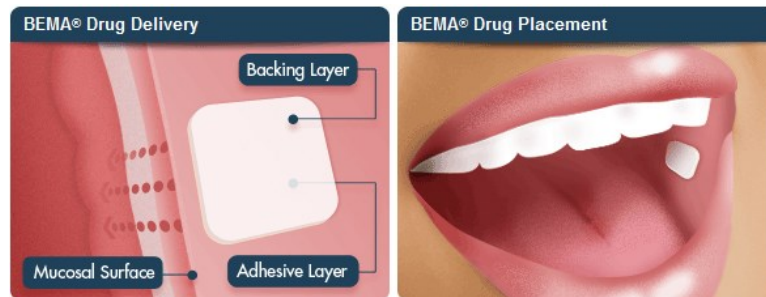 BEMA® Drug Delivery
Backing Layer
Mucosal Surface
Adhesive Layer
BEMA® Drug Placement